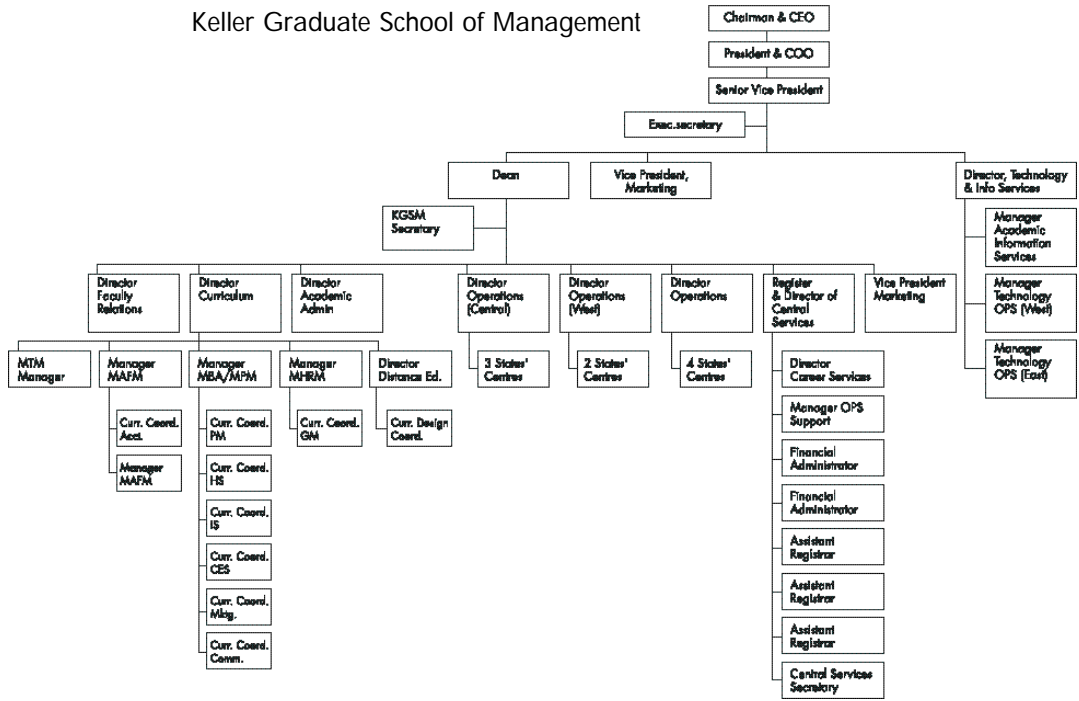 Keller Graduate School of Management
Chairman & CEO
President & COO
Senior Vice President
Exec.secretary
Dean
Vice President,
Marketing
Director, Technology
& Info Services
KGSM
Secretary
Manager
Academic
Information
Services
Manager
Technology
OPS (West)
Manager
Technology
OPS (East)
Director
Faculty
Relations
Director
Curriculum
Director
Academic
Admin
Director
Operations
(Central)
Director
Operations
(West)
Director
Operations
Register
& Director of
Central
Services
Vice President
Marketing
MTM
Manager
Manager
MAFM
Manager
MBA/MPM
Manager
MHRM
Director
Distance Ed.
3 States'
Centres
2 States'
Centres
4 States'
Centres
Director
Career Services
Curr. Coord.
Acct.
Manager
MAFM
Curr. Coord.
PM
Curr. Coord.
HS
Curr. Coord.
IS
Curr. Coord.
CES
Curr. Coord.
Mktg.
Curr. Coord.
Comm.
Curr. Coord.
GM
Curr. Design
Coord.
Manager OPS
Support
Financial
Administrator
Financial
Administrator
Assistant
Registrar
Assistant
Registrar
Assistant
Registrar
Central Services
Secretary